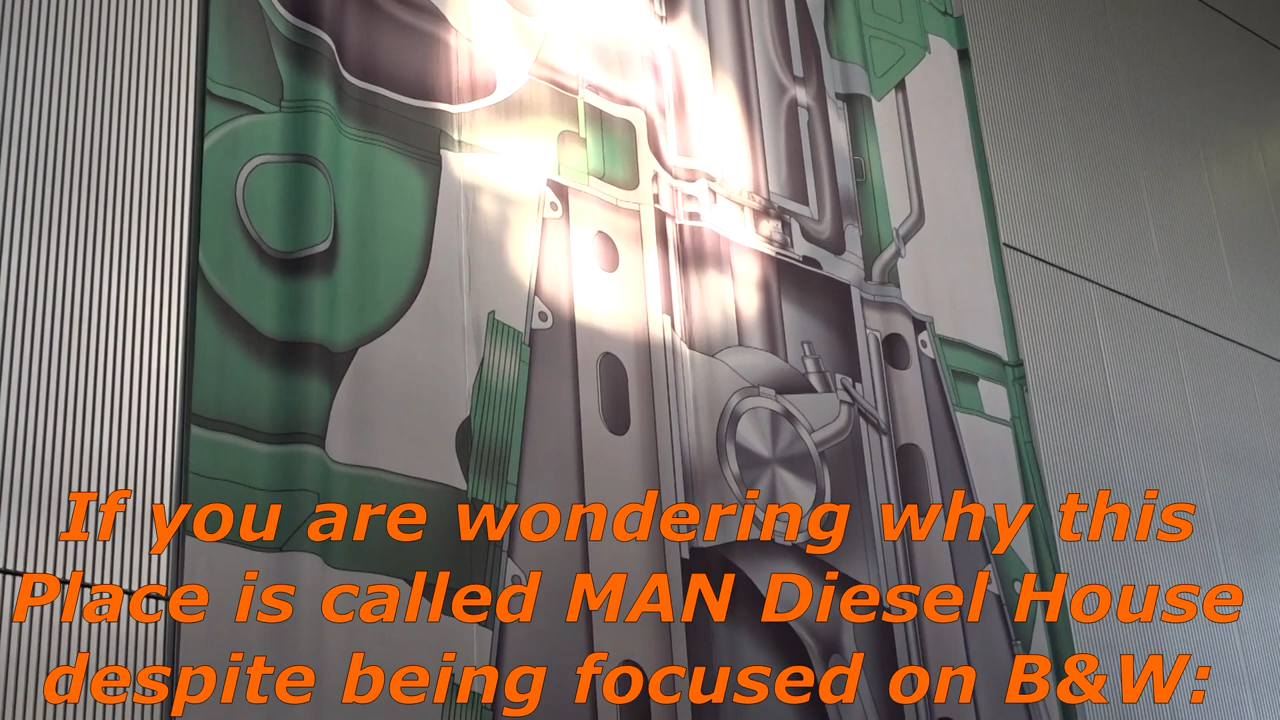 If you are wondering why this
Place is called MAN Diesel House
despite being focused on B&W: